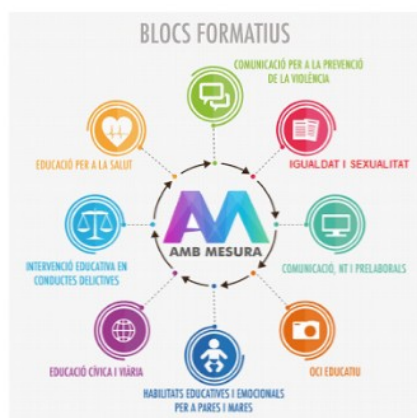 BLOCS FORMATIUS
COMUNICACIÓ PER A LA PREVENCIÓ
DE LA VIOLÈNCIA
EDUCACIÓ PER A LA SALUT
IGUALDAT I SEXUALITAT
AMB MESURA
INTERVENCIÓ EDUCATIVA EN
CONDUCTES DELICTIVES
COMUNICACIÓ, NT I PRELABORALS
EDUCACIÓ CÍVICA I VIÀRIA
OCI EDUCATIU
HABILITATS EDUCATIVES I EMOCIONALS
PER A PARES I MARES